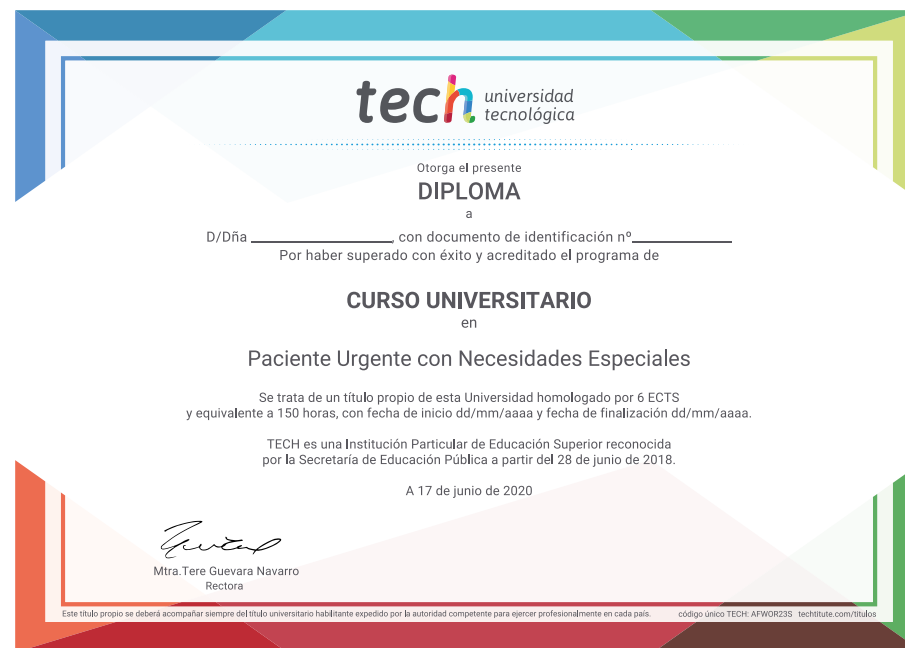 tech universidad
tecnológica
Otorga el presente
DIPLOMA
a
D/Dña ____________, con documento de identificación nº____________
Por haber superado con éxito y acreditado el programa de
CURSO UNIVERSITARIO
en
Paciente Urgente con Necesidades Especiales
Se trata de un título propio de esta Universidad homologado por 6 ECTS
y equivalente a 150 horas, con fecha de inicio dd/mm/aaaa y fecha de finalización dd/mm/aaaa.
TECH es una Institución Particular de Educación Superior reconocida
por la Secretaría de Educación Pública a partir del 28 de junio de 2018.
A 17 de junio de 2020
Mtra.Tere Guevara Navarro
Rectora
Este título propio se deberá acompañar siempre del título universitario habilitante expedido por la autoridad competente para ejercer profesionalmente en cada país. código único TECH: AFWOR23S techtitute.com/titulos